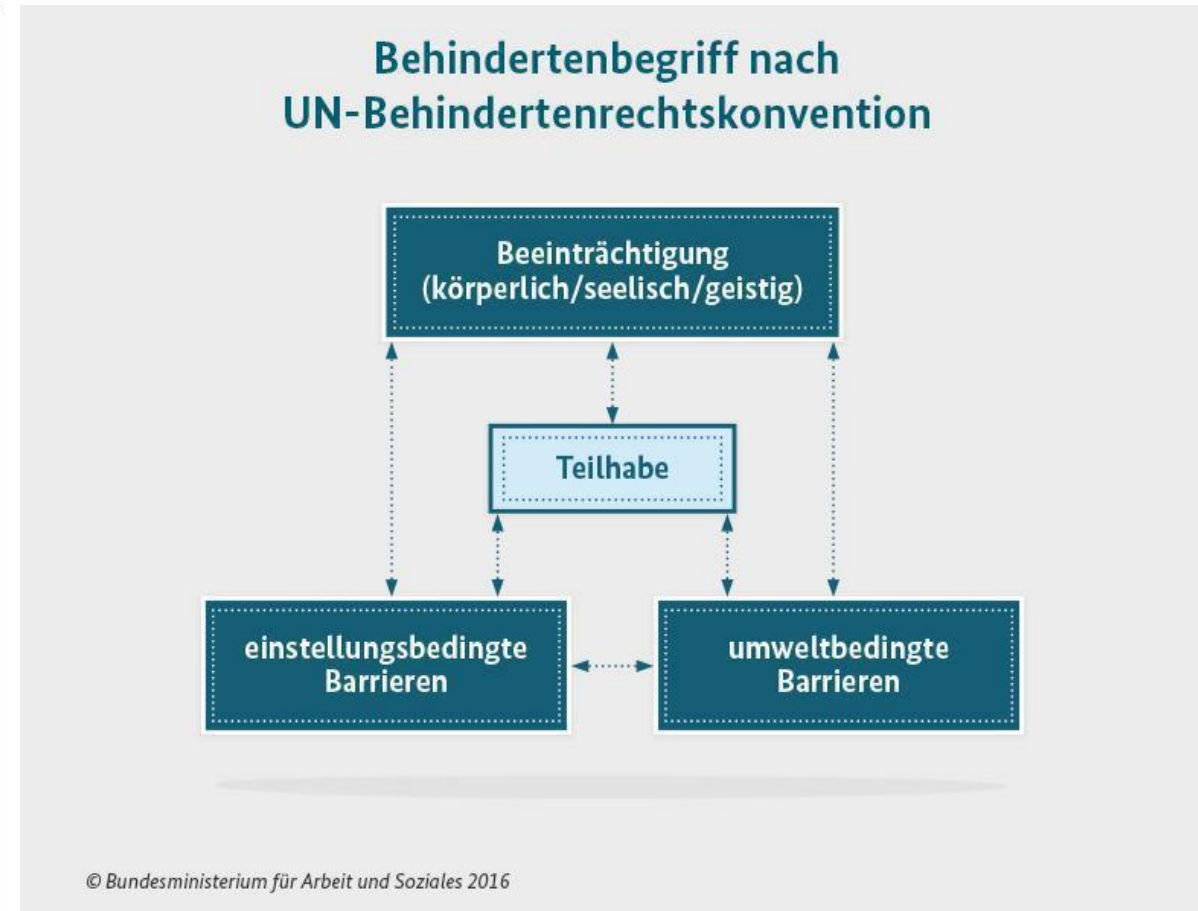 Behindertenbegriff nach
UN-Behindertenrechtskonvention
Beeinträchtigung
(körperlich/seelisch/geistig)
Teilhabe
einstellungsbedingte
Barrieren
umweltbedingte
Barrieren
© Bundesministerium für Arbeit und Soziales 2016